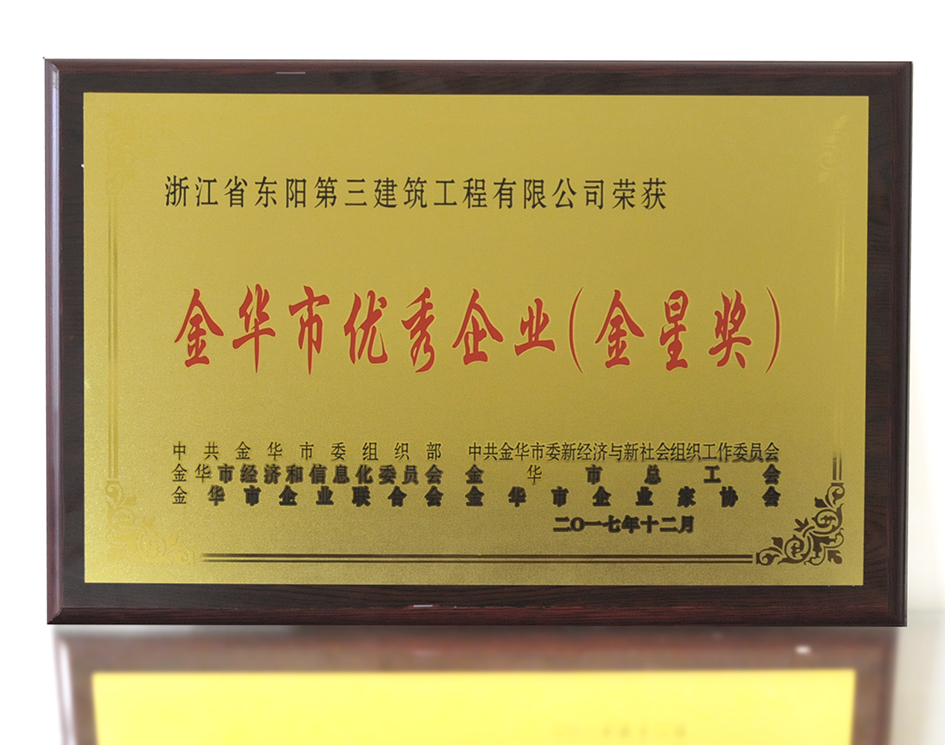 浙江省东阳第三建筑工程有限公司荣获
金华市优秀企业(金星奖)
中共金华市委组织部 中共金华市委新经济与新社会组织工作委员会
金华市经济和信息化委员会 金华市总工会
金华市企业联合会 金华市企业家协会
二〇一七年十二月